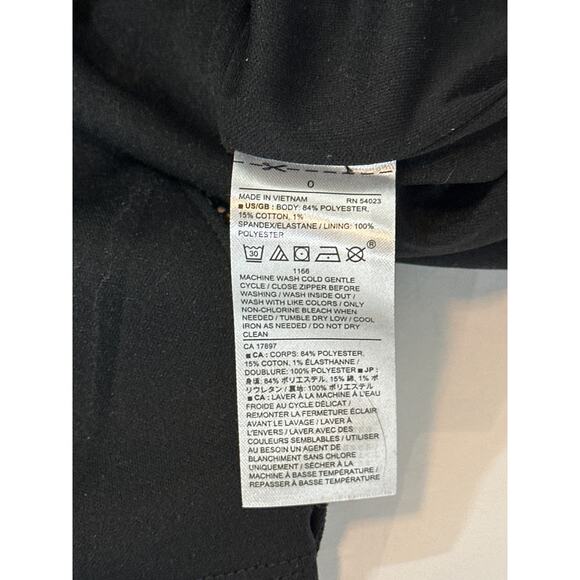 0
MADE IN VIETNAM RN 54023
■ US/GB : BODY: 84% POLYESTER,
15% COTTON, 1%
SPANDEX/ELASTANE / LINING: 100%
POLYESTER
30
®
1166
MACHINE WASH COLD GENTLE
CYCLE / CLOSE ZIPPER BEFORE
WASHING / WASH INSIDE OUT /
WASH WITH LIKE COLORS / ONLY
NON-CHLORINE BLEACH WHEN
NEEDED / TUMBLE DRY LOW / COOL
IRON AS NEEDED / DO NOT DRY
CLEAN
CA 17897
■ CA : CORPS: 84% POLYESTER,
15% COTON, 1% ÉLASTHANNE /
DOUBLURE: 100% POLYESTER ■ JP :
身頃: 84% ポリエステル, 15% 綿, 1% ポ
リウレタン / 裏地: 100% ポリエステル
■ CA : LAVER À LA MACHINE À L'EAU
FROIDE AU CYCLE DÉLICAT /
REMONTER LA FERMETURE ÉCLAIR
AVANT LE LAVAGE / LAVER À
L'ENVERS / LAVER AVEC DES
COULEURS SEMBLABLES / UTILISER
AU BESOIN UN AGENT DE
BLANCHIMENT SANS CHLORE
UNIQUEMENT / SÉCHER À LA
MACHINE À BASSE TEMPÉRATURE /
REPASSER À BASSE TEMPÉRATURE